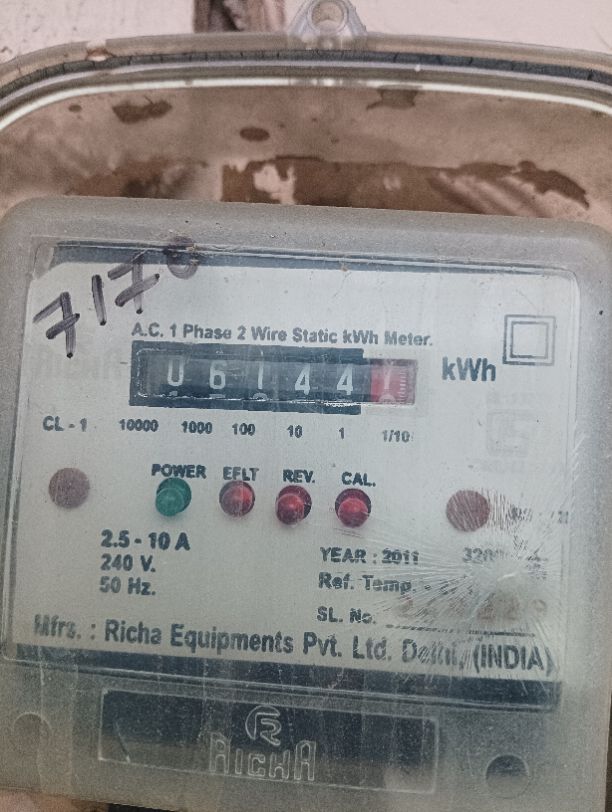 7170
A.C. 1 Phase 2 Wire Static kWh Meter.
0 6 1 4 4 kWh
CL - 1 10000 1000 100 10 1 1/10
POWER EFLT REV. CAL.
2.5 - 10 A
240 V.
50 Hz.
YEAR : 2011
Ref. Temp.
SL. No.
Mfrs. : Richa Equipments Pvt. Ltd. Delhi, (INDIA)
RICHA